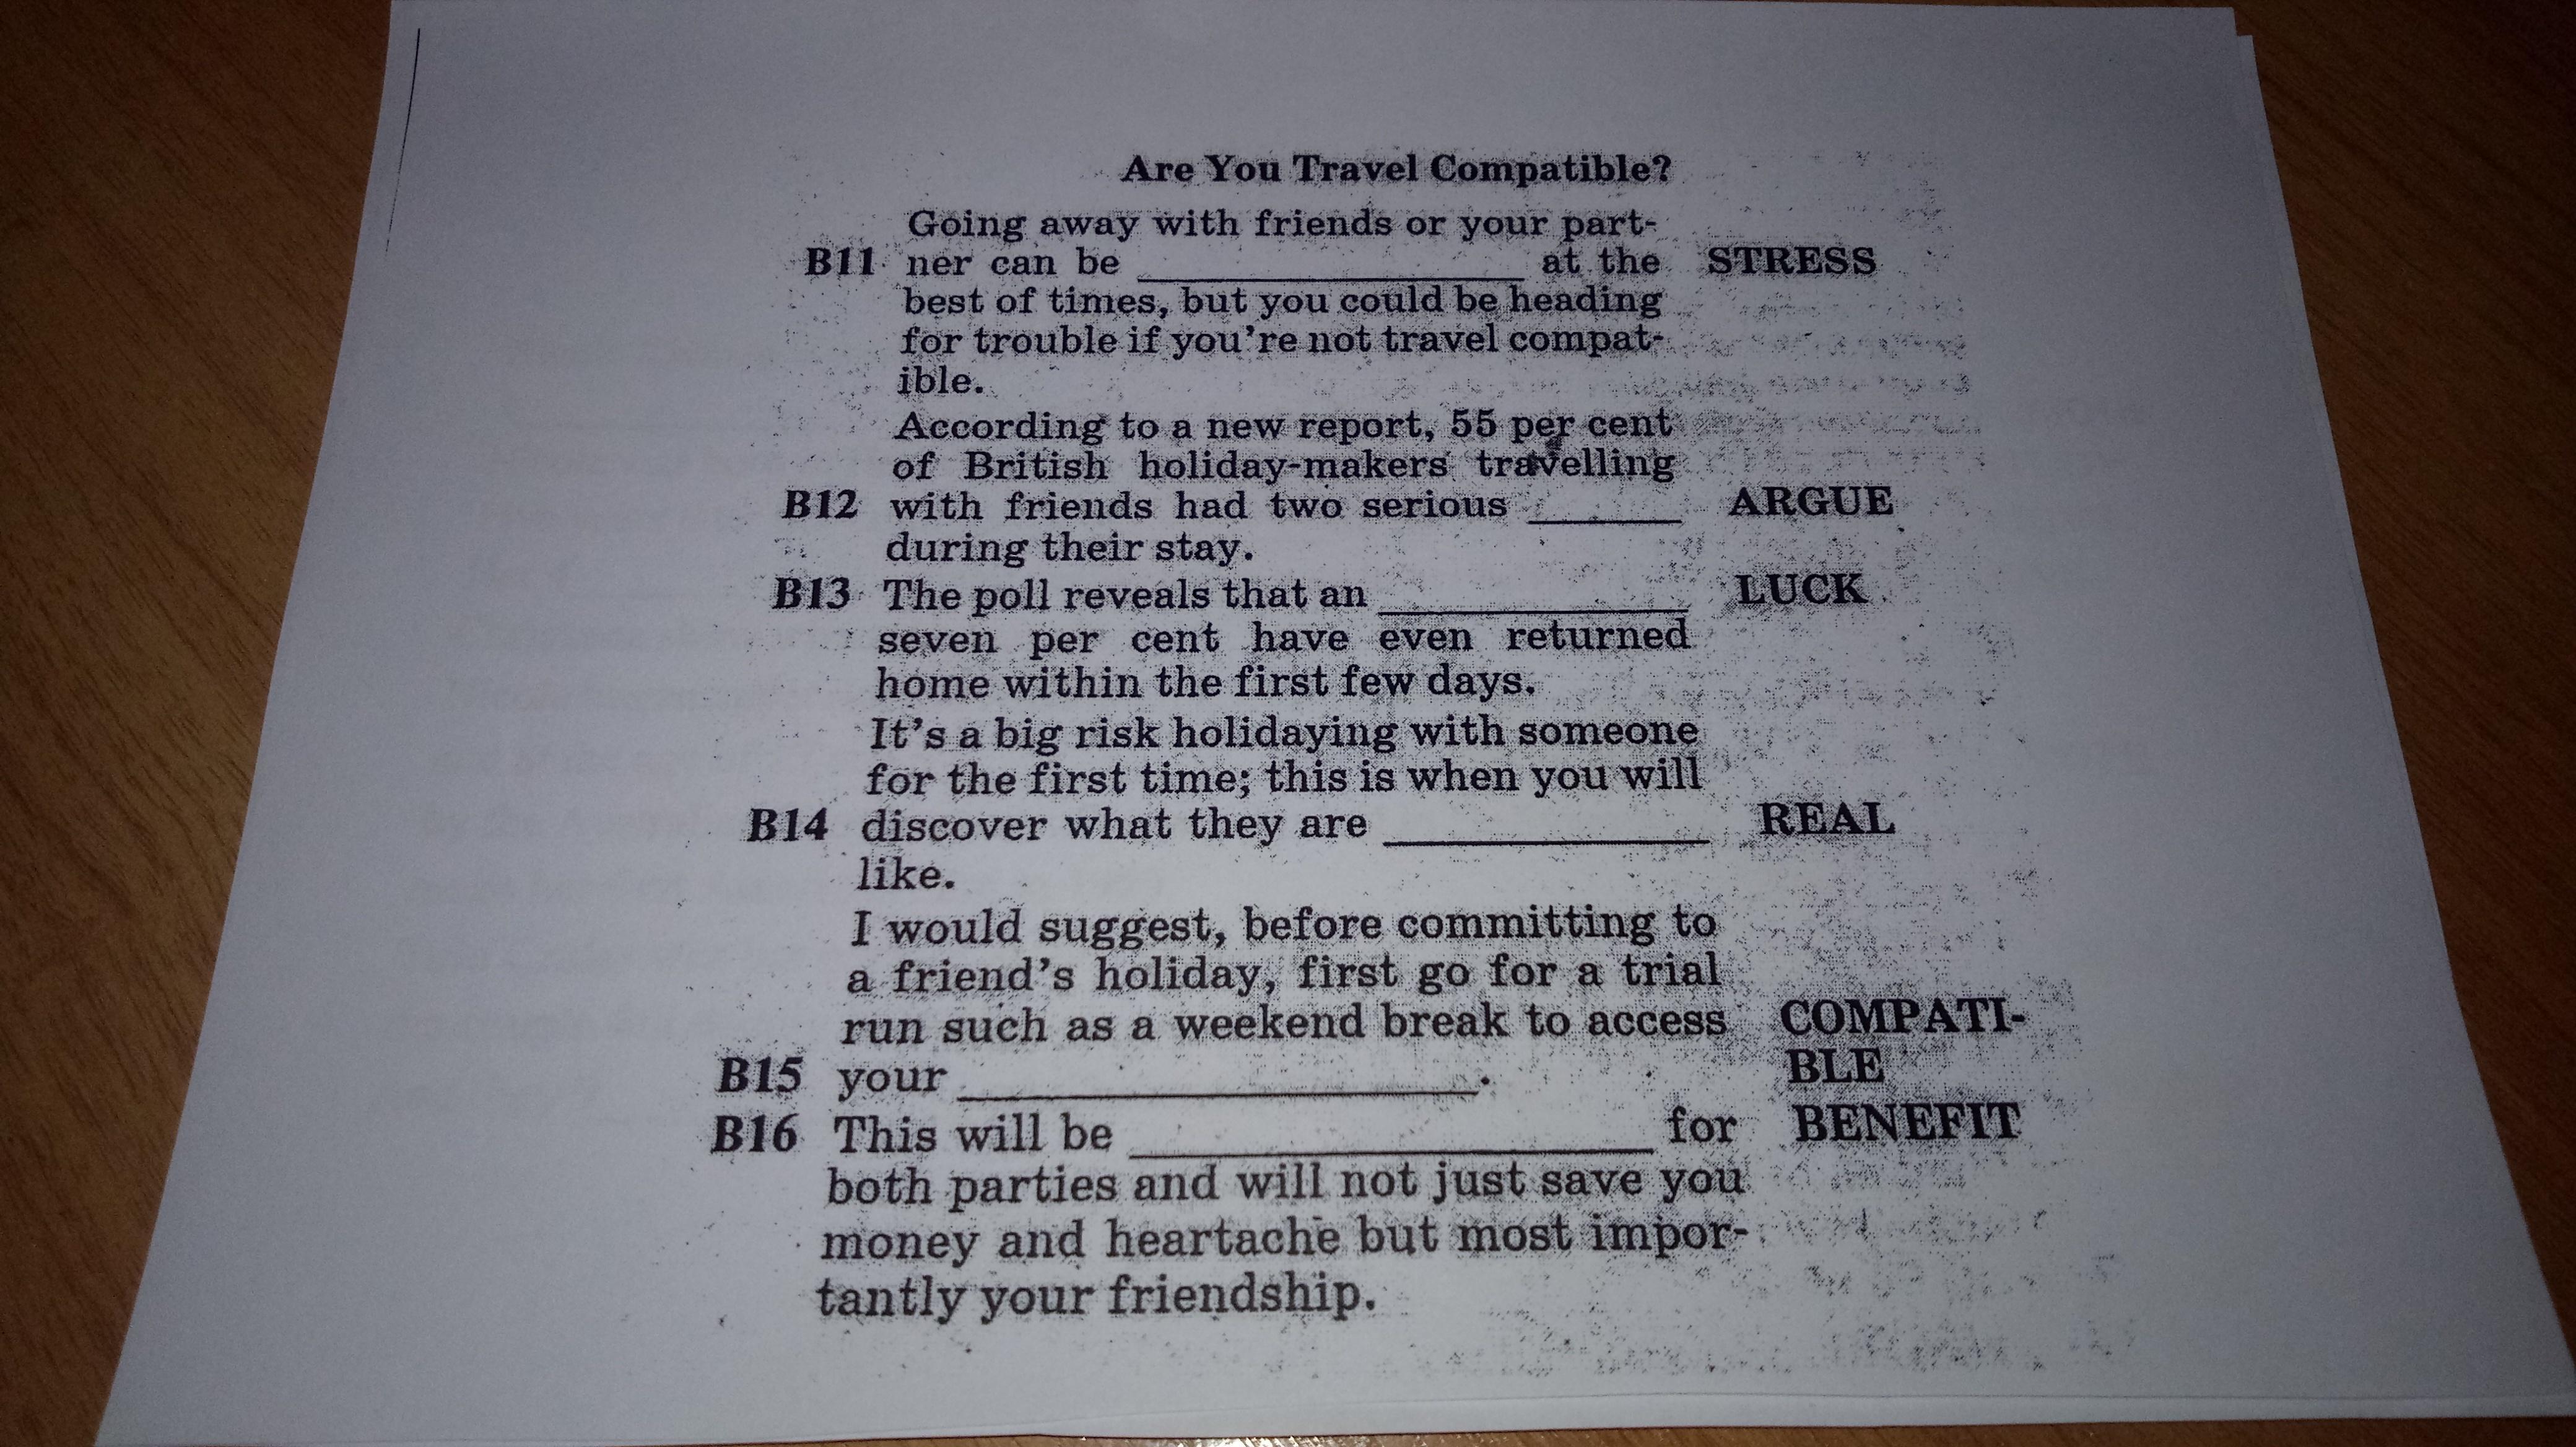 Are You Travel Compatible?
Going away with friends or your part-
B11 ner can be ____________ at the STRESS
best of times, but you could be heading
for trouble if you're not travel compat-
ible.
According to a new report, 55 per cent
of British holiday-makers travelling
B12 with friends had two serious ______ ARGUE
during their stay.
B13 The poll reveals that an ____________ LUCK
seven per cent have even returned
home within the first few days.
It's a big risk holidaying with someone
for the first time; this is when you will
B14 discover what they are ____________ REAL
like.
I would suggest, before committing to
a friend's holiday, first go for a trial
run such as a weekend break to access COMPATI-
B15 your ____________. BLE
B16 This will be ____________ for BENEFIT
both parties and will not just save you
money and heartache but most impor-
tantly your friendship.